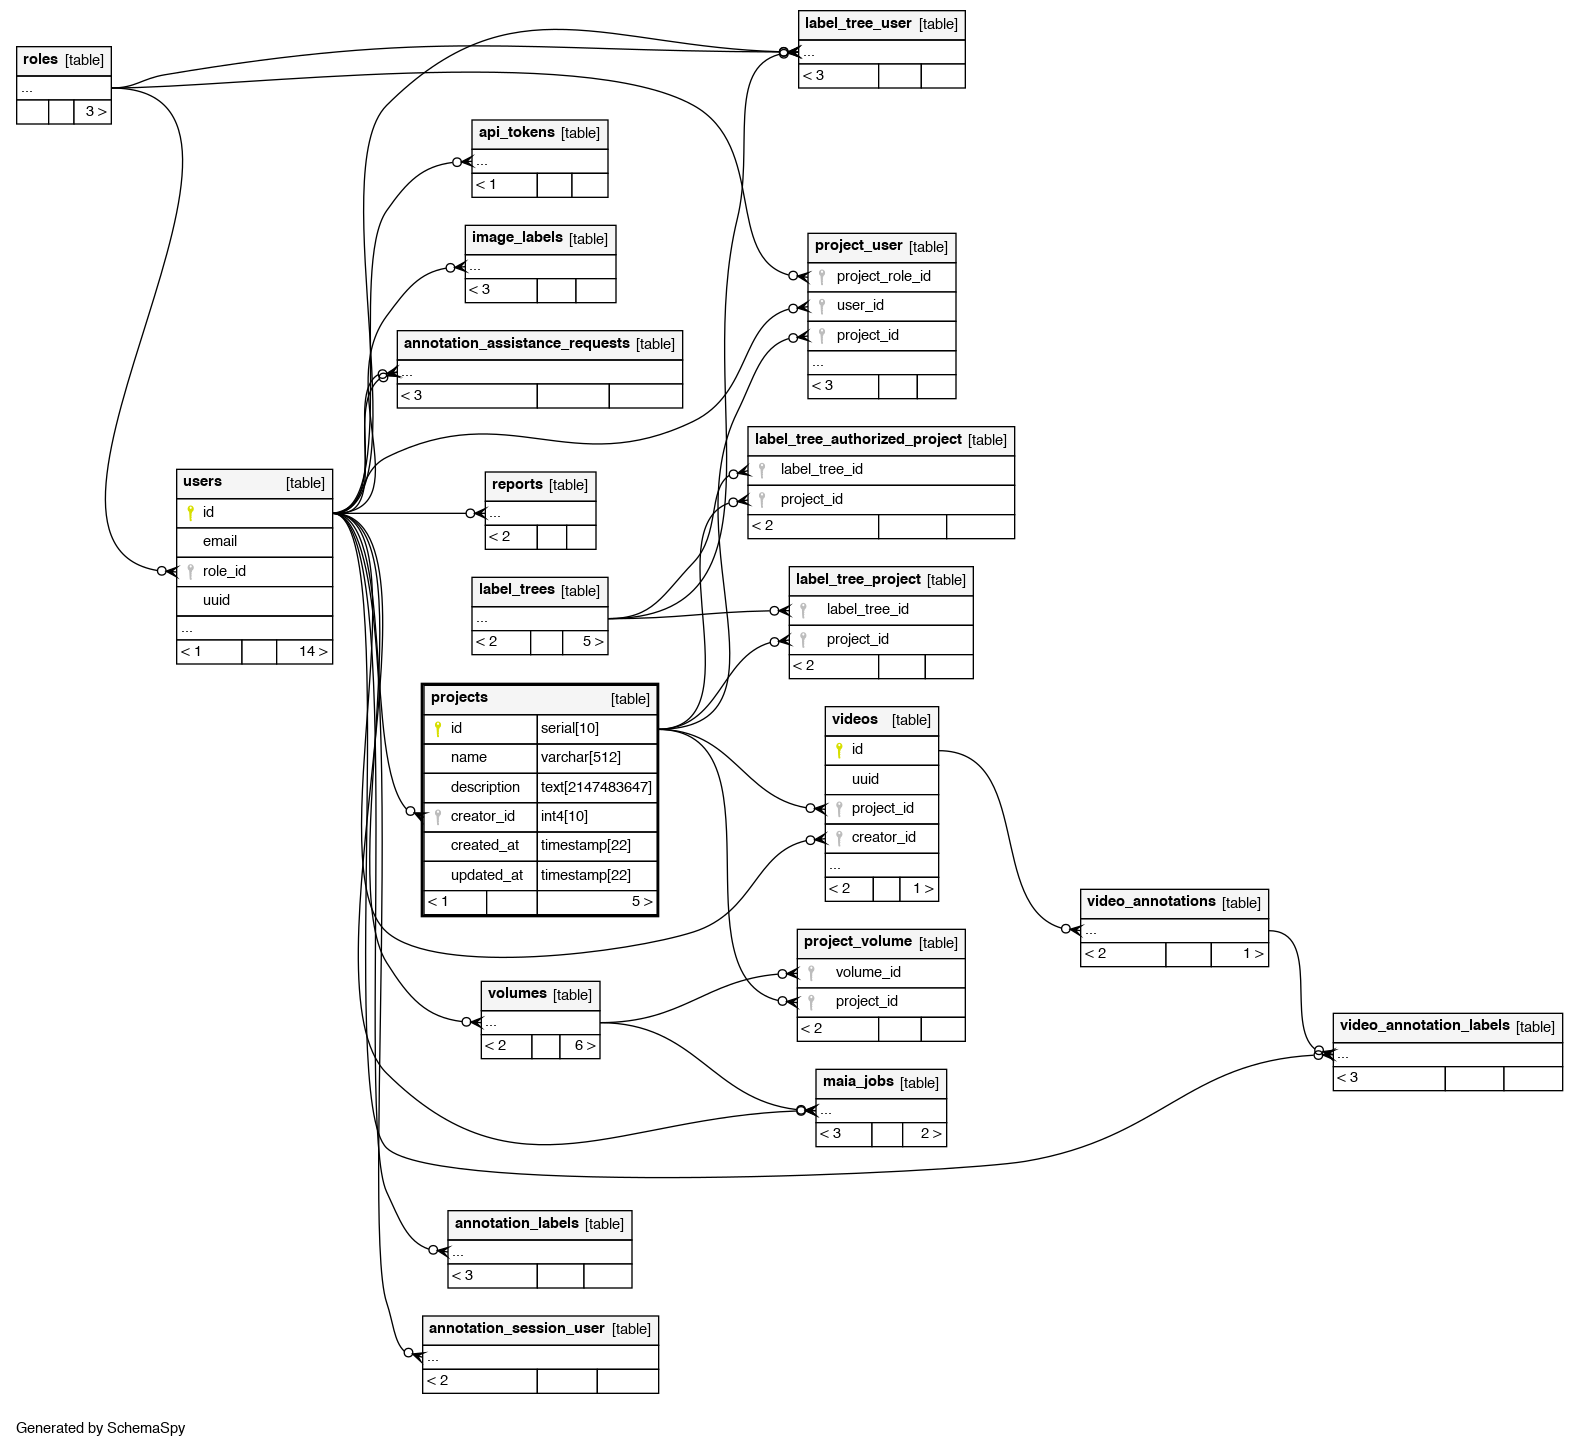 roles [table]
...
3 >
label_tree_user [table]
...
< 3
api_tokens [table]
...
< 1
image_labels [table]
...
< 3
annotation_assistance_requests [table]
...
< 3
project_user [table]
project_role_id
user_id
project_id
...
< 3
label_tree_authorized_project [table]
label_tree_id
project_id
< 2
users [table]
id
email
role_id
uuid
...
< 1 14 >
reports [table]
...
< 2
label_trees [table]
...
< 2 5 >
label_tree_project [table]
label_tree_id
project_id
< 2
projects [table]
id serial[10]
name varchar[512]
description text[2147483647]
creator_id int4[10]
created_at timestamp[22]
updated_at timestamp[22]
< 1 5 >
videos [table]
id
uuid
project_id
creator_id
...
< 2 1 >
video_annotations [table]
...
< 2 1 >
project_volume [table]
volume_id
project_id
< 2
volumes [table]
...
< 2 6 >
video_annotation_labels [table]
...
< 3
maia_jobs [table]
...
< 3 2 >
annotation_labels [table]
...
< 3
annotation_session_user [table]
...
< 2
Generated by SchemaSpy